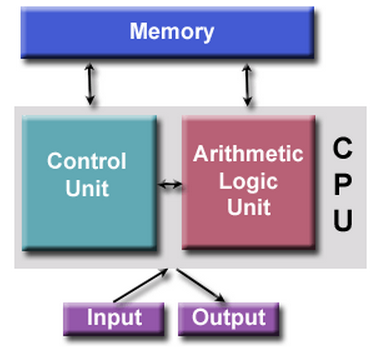 Memory
Control
Unit
Arithmetic
Logic
Unit
C
P
U
Input
Output